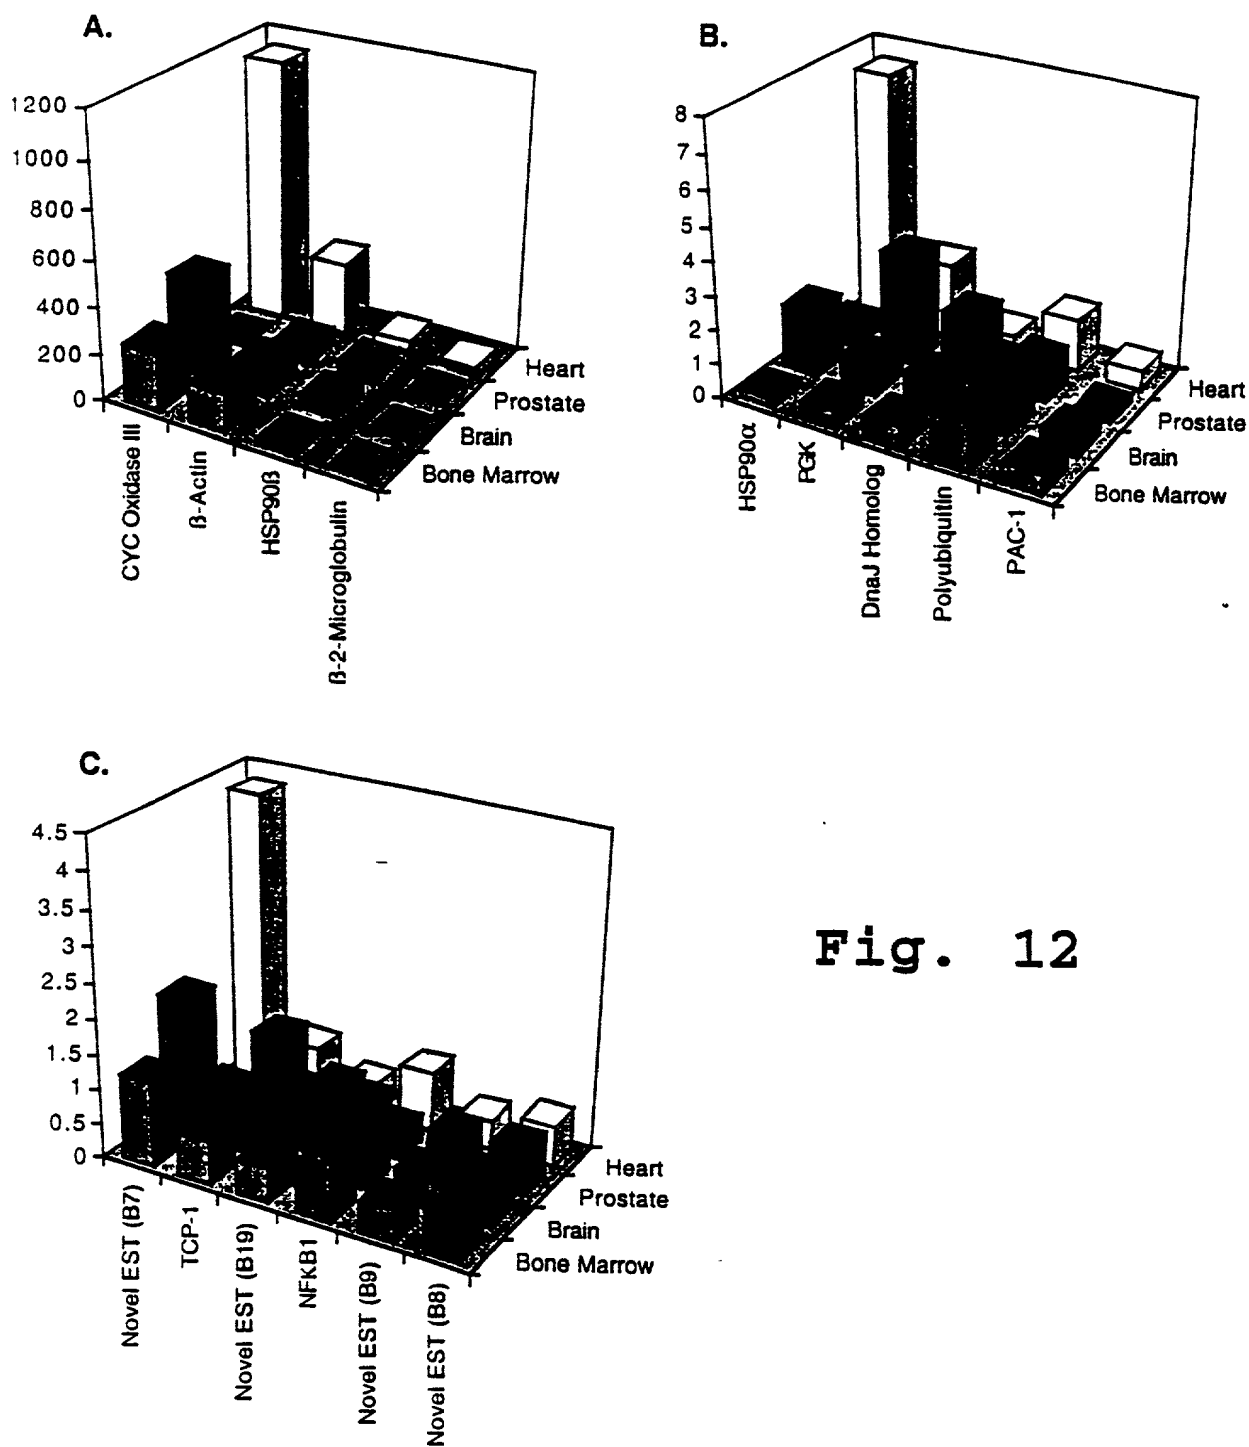 A.
1200
1000
800
600
400
200
0
CYC Oxidase III
ß-Actin
HSP90ß
ß-2-Microglobulin
Heart
Prostate
Brain
Bone Marrow
B.
8
7
6
5
4
3
2
1
0
HSP90α
PGK
DnaJ Homolog
Polyubiquitin
PAC-1
Heart
Prostate
Brain
Bone Marrow
C.
4.5
4
3.5
3
2.5
2
1.5
1
0.5
0
Novel EST (B7)
TCP-1
Novel EST (B19)
NFKB1
Novel EST (B9)
Novel EST (B8)
Heart
Prostate
Brain
Bone Marrow
Fig. 12